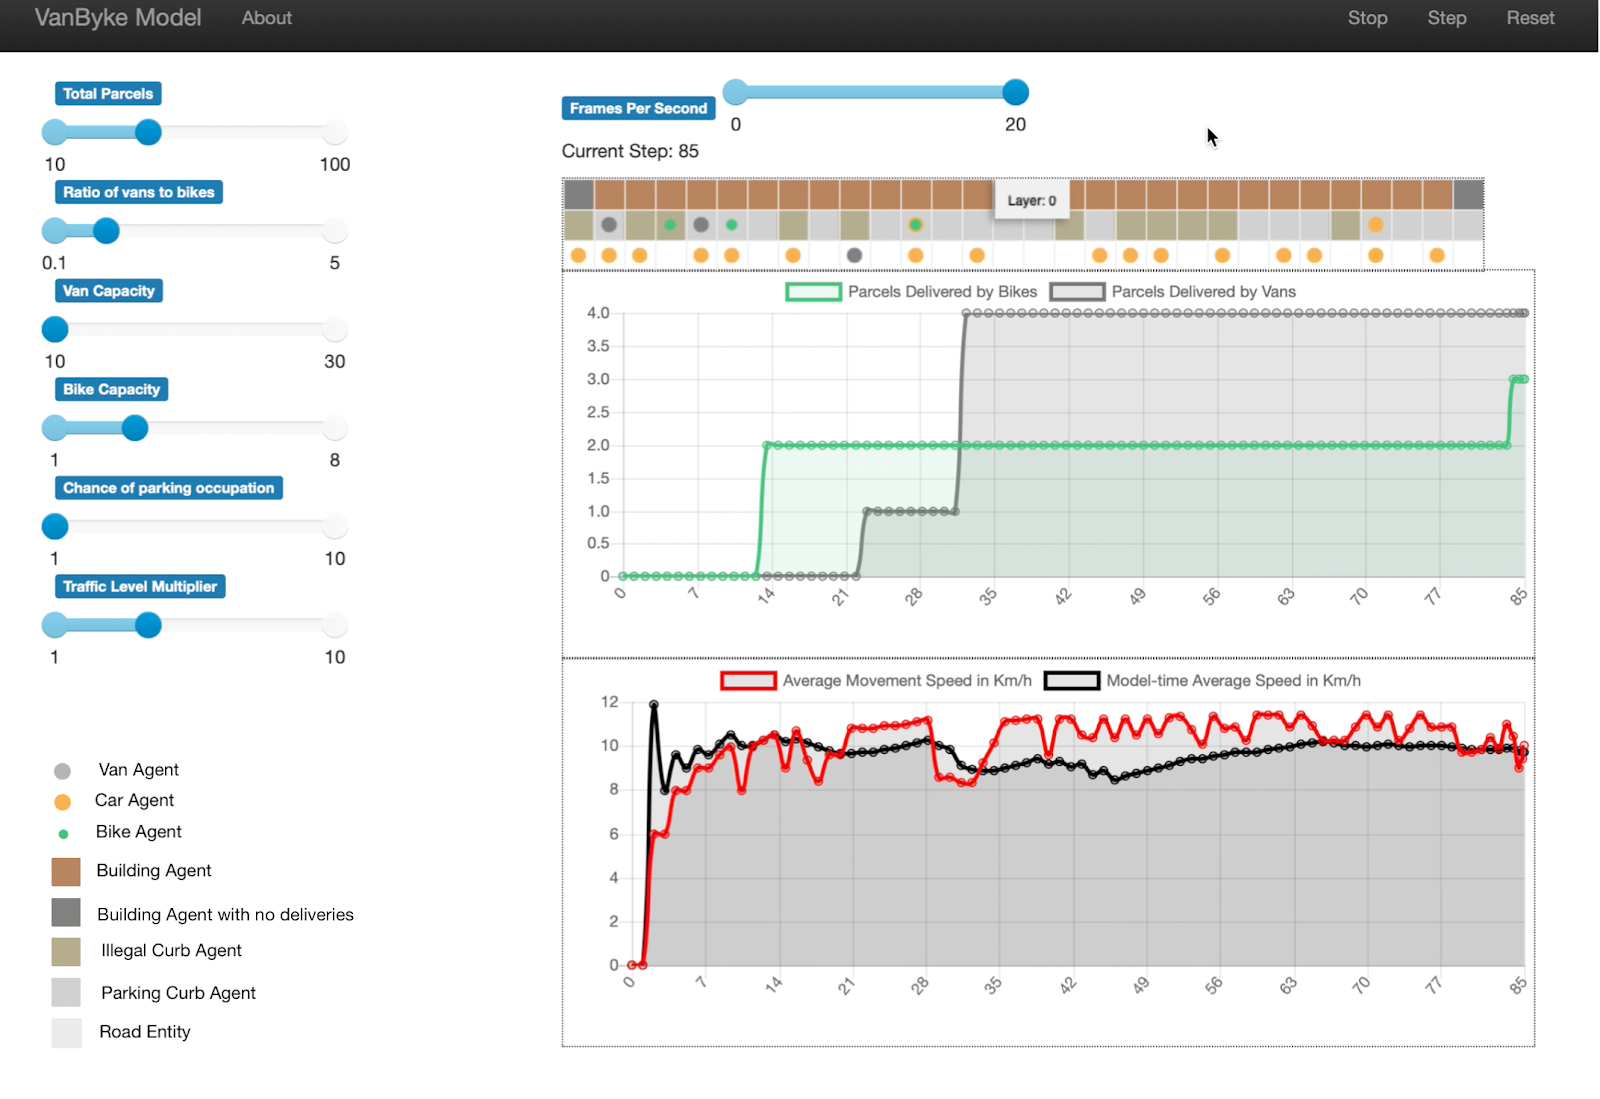 VanByke Model About Stop Step Reset
Total Parcels
10 100
Ratio of vans to bikes
0.1 5
Van Capacity
10 30
Bike Capacity
1 8
Chance of parking occupation
1 10
Traffic Level Multiplier
1 10
Van Agent
Car Agent
Bike Agent
Building Agent
Building Agent with no deliveries
Illegal Curb Agent
Parking Curb Agent
Road Entity
Frames Per Second
0 20
Current Step: 85
Layer: 0
Parcels Delivered by Bikes Parcels Delivered by Vans
4.0
3.5
3.0
2.5
2.0
1.5
1.0
0.5
0
0 7 14 21 28 35 42 49 56 63 70 77 85
Average Movement Speed in Km/h Model-time Average Speed in Km/h
12
10
8
6
4
2
0
0 7 14 21 28 35 42 49 56 63 70 77 85